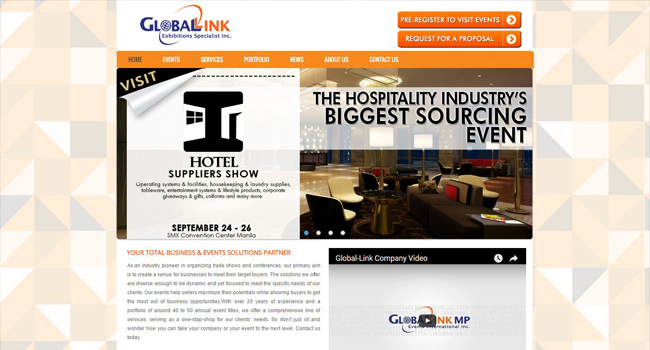 GLOBALLINK
Exhibitions Specialist Inc.
PRE-REGISTER TO VISIT EVENTS
REQUEST FOR A PROPOSAL
HOME EVENTS SERVICES PORTFOLIO NEWS ABOUT US CONTACT US
VISIT
HOTEL
SUPPLIERS SHOW
Operating systems & facilities, housekeeping & laundry supplies,
tableware, entertainment systems & lifestyle products, corporate
giveaways & gifts, uniforms and many more
SEPTEMBER 24 - 26
SMX Convention Center Manila
THE HOSPITALITY INDUSTRY'S
BIGGEST SOURCING
EVENT
YOUR TOTAL BUSINESS & EVENTS SOLUTIONS PARTNER
As an industry pioneer in organizing trade shows and conferences, our primary aim
is to create a venue for businesses to meet their target buyers. The solutions we offer
are diverse enough to be dynamic and yet focused to meet the specific needs of our
clients. Our events help sellers maximize their potentials while allowing buyers to get
the most out of business opportunities.With over 20 years of experience and a
portfolio of around 40 to 50 annual event titles, we offer a comprehensive line of
services, serving as a one-stop-shop for our clients' needs. So don't just sit and
wonder how you can take your company or your event to the next level. Contact us
today.
Global-Link Company Video
GLOBALLINK MP
Events International Inc.